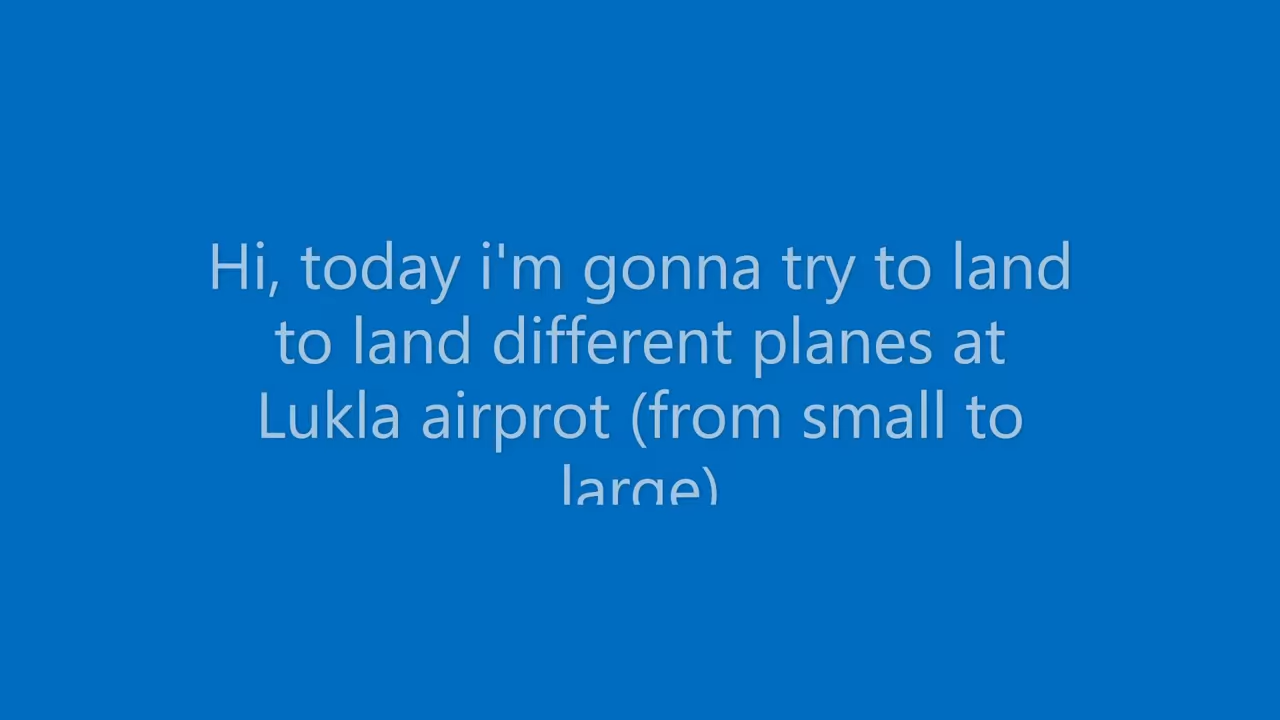 Hi, today i'm gonna try to land
to land different planes at
Lukla airprot (from small to
large)